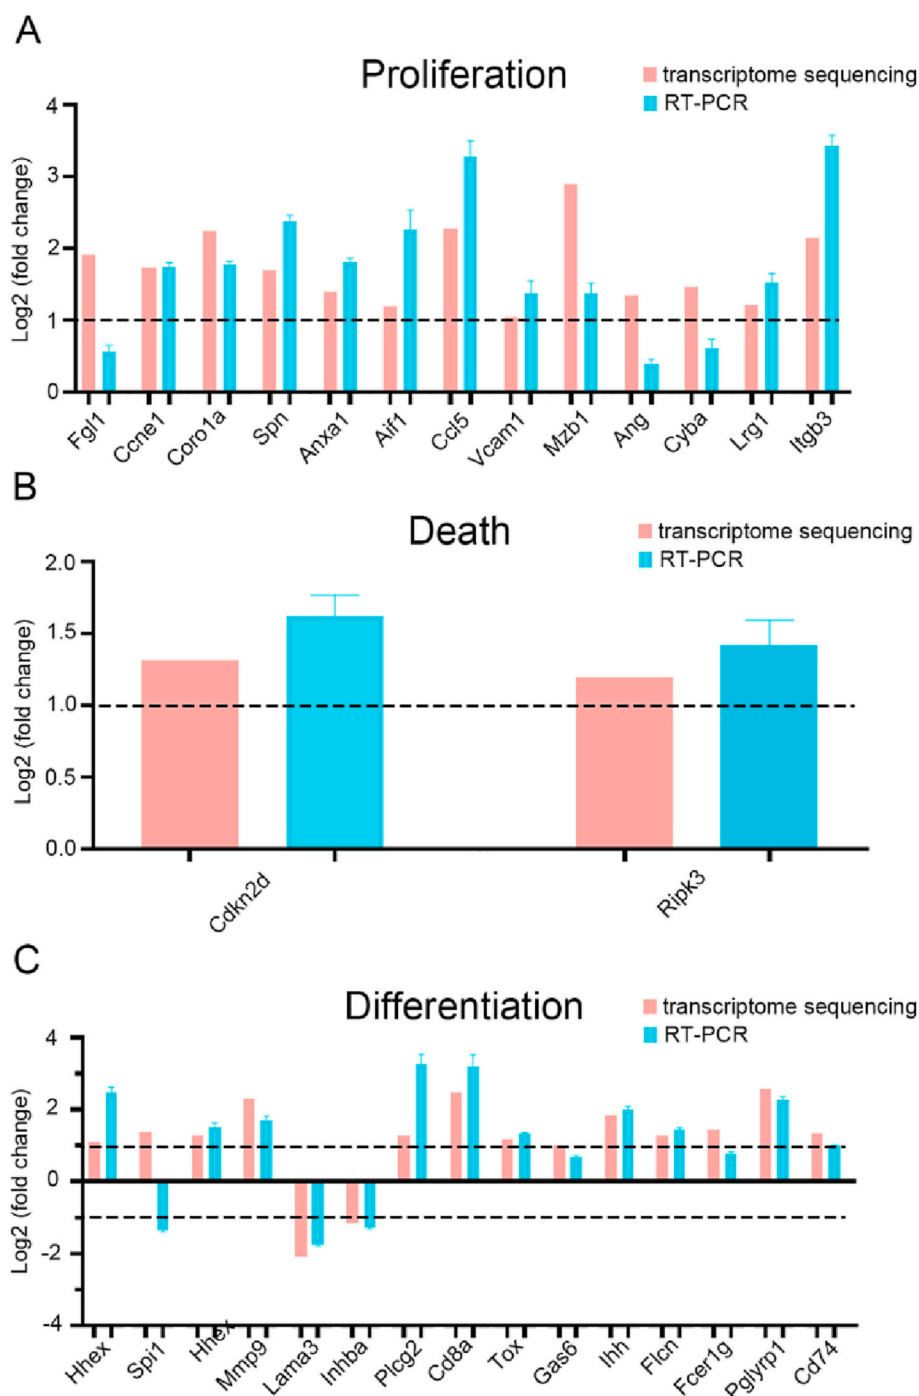 A
Proliferation
transcriptome sequencing
RT-PCR
Log2 (fold change)
4
3
2
1
0
Fgl1 Ccne1 Coro1a Spn Anxa1 Aif1 Ccl5 Vcam1 Mzb1 Ang Cyba Lrg1 Itgb3
B
Death
transcriptome sequencing
RT-PCR
Log2 (fold change)
2.0
1.5
1.0
0.5
0.0
Cdkn2d Ripk3
C
Differentiation
transcriptome sequencing
RT-PCR
Log2 (fold change)
4
2
0
-2
-4
Hhex Spi1 Hhex Mmp9 Lama3 Inhba Plcg2 Cd8a Tox Gas6 Ihh Flcn Fcer1g Pglyrp1 Cd74